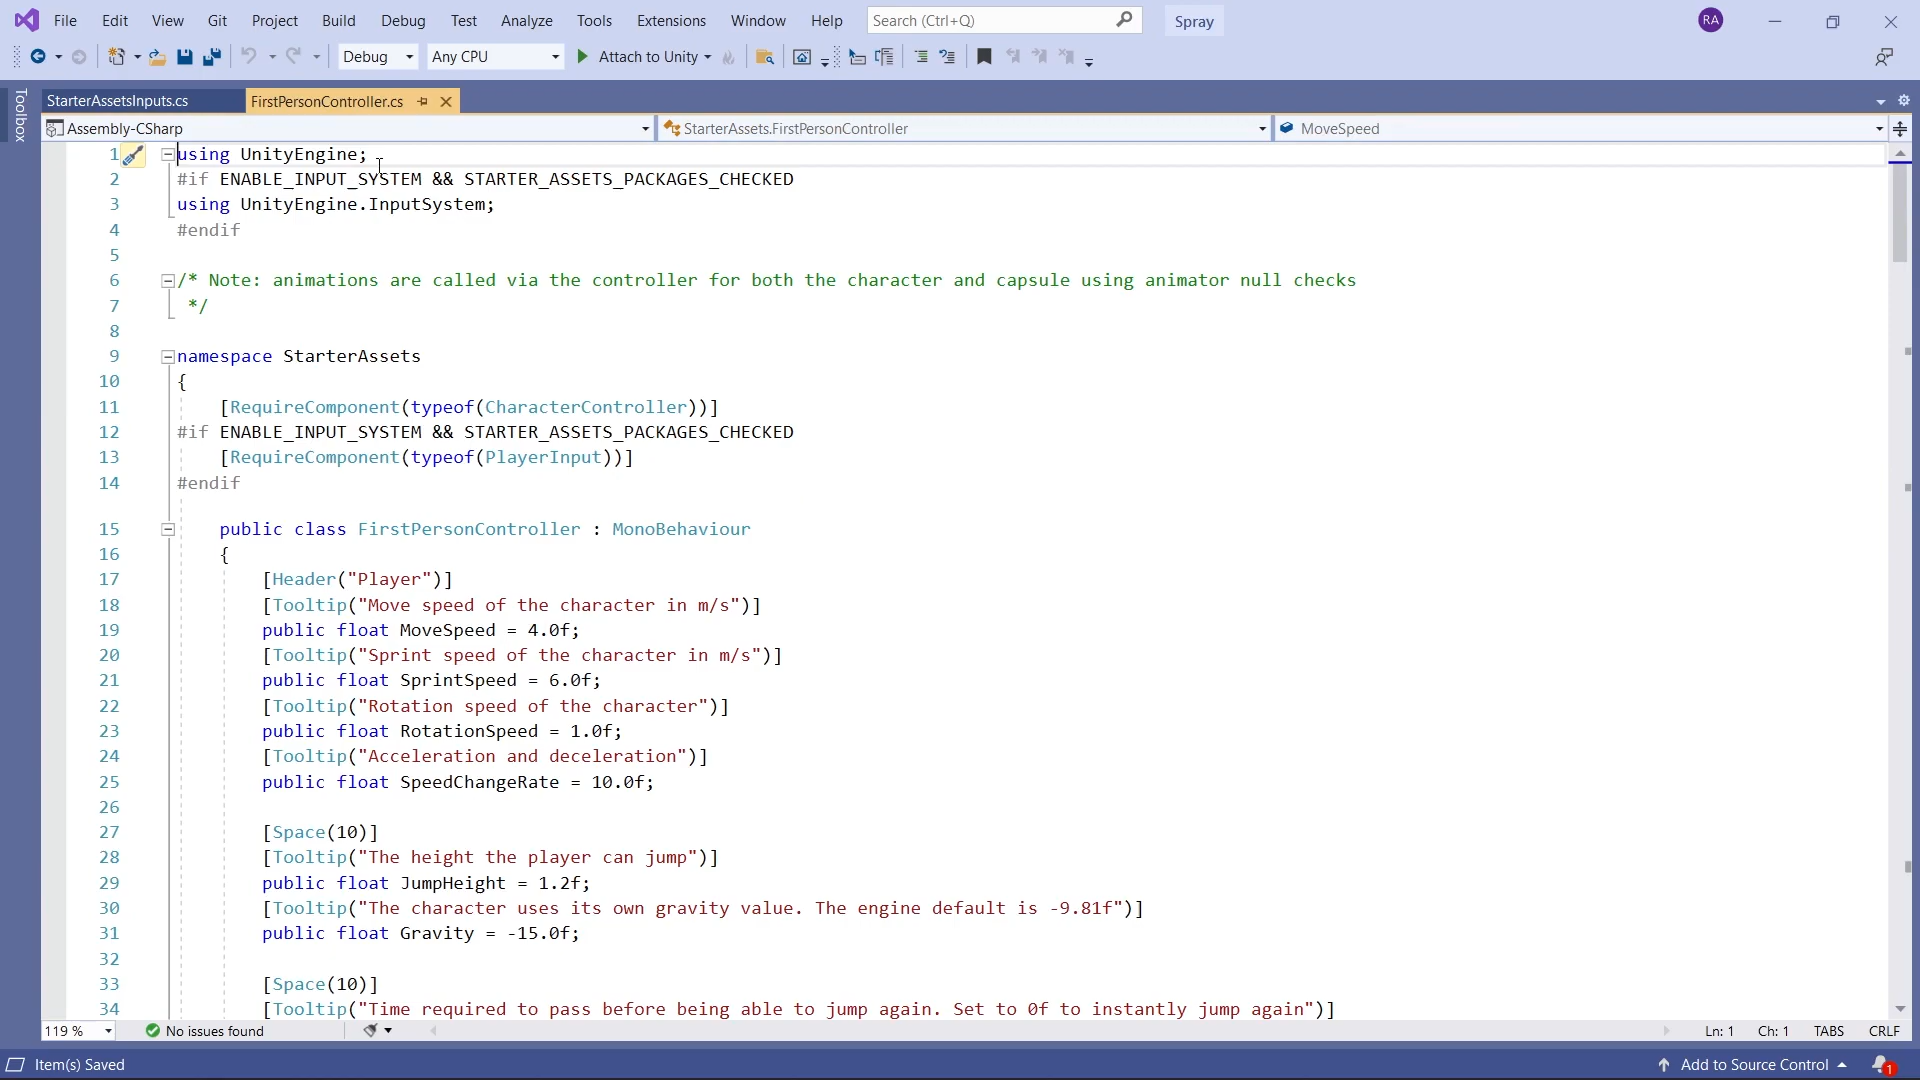 File Edit View Git Project Build Debug Test Analyze Tools Extensions Window Help Search (Ctrl+Q) Spray RA
Debug Any CPU Attach to Unity
Toolbox
StarterAssetsInputs.cs FirstPersonController.cs
Assembly-CSharp StarterAssets.FirstPersonController MoveSpeed
1 using UnityEngine;
2 #if ENABLE_INPUT_SYSTEM && STARTER_ASSETS_PACKAGES_CHECKED
3 using UnityEngine.InputSystem;
4 #endif
5
6 /* Note: animations are called via the controller for both the character and capsule using animator null checks
7 */
8
9 namespace StarterAssets
10 {
11 [RequireComponent(typeof(CharacterController))]
12 #if ENABLE_INPUT_SYSTEM && STARTER_ASSETS_PACKAGES_CHECKED
13 [RequireComponent(typeof(PlayerInput))]
14 #endif
15 public class FirstPersonController : MonoBehaviour
16 {
17 [Header("Player")]
18 [Tooltip("Move speed of the character in m/s")]
19 public float MoveSpeed = 4.0f;
20 [Tooltip("Sprint speed of the character in m/s")]
21 public float SprintSpeed = 6.0f;
22 [Tooltip("Rotation speed of the character")]
23 public float RotationSpeed = 1.0f;
24 [Tooltip("Acceleration and deceleration")]
25 public float SpeedChangeRate = 10.0f;
26
27 [Space(10)]
28 [Tooltip("The height the player can jump")]
29 public float JumpHeight = 1.2f;
30 [Tooltip("The character uses its own gravity value. The engine default is -9.81f")]
31 public float Gravity = -15.0f;
32
33 [Space(10)]
34 [Tooltip("Time required to pass before being able to jump again. Set to 0f to instantly jump again")]
119 % No issues found Ln: 1 Ch: 1 TABS CRLF
Item(s) Saved Add to Source Control 1